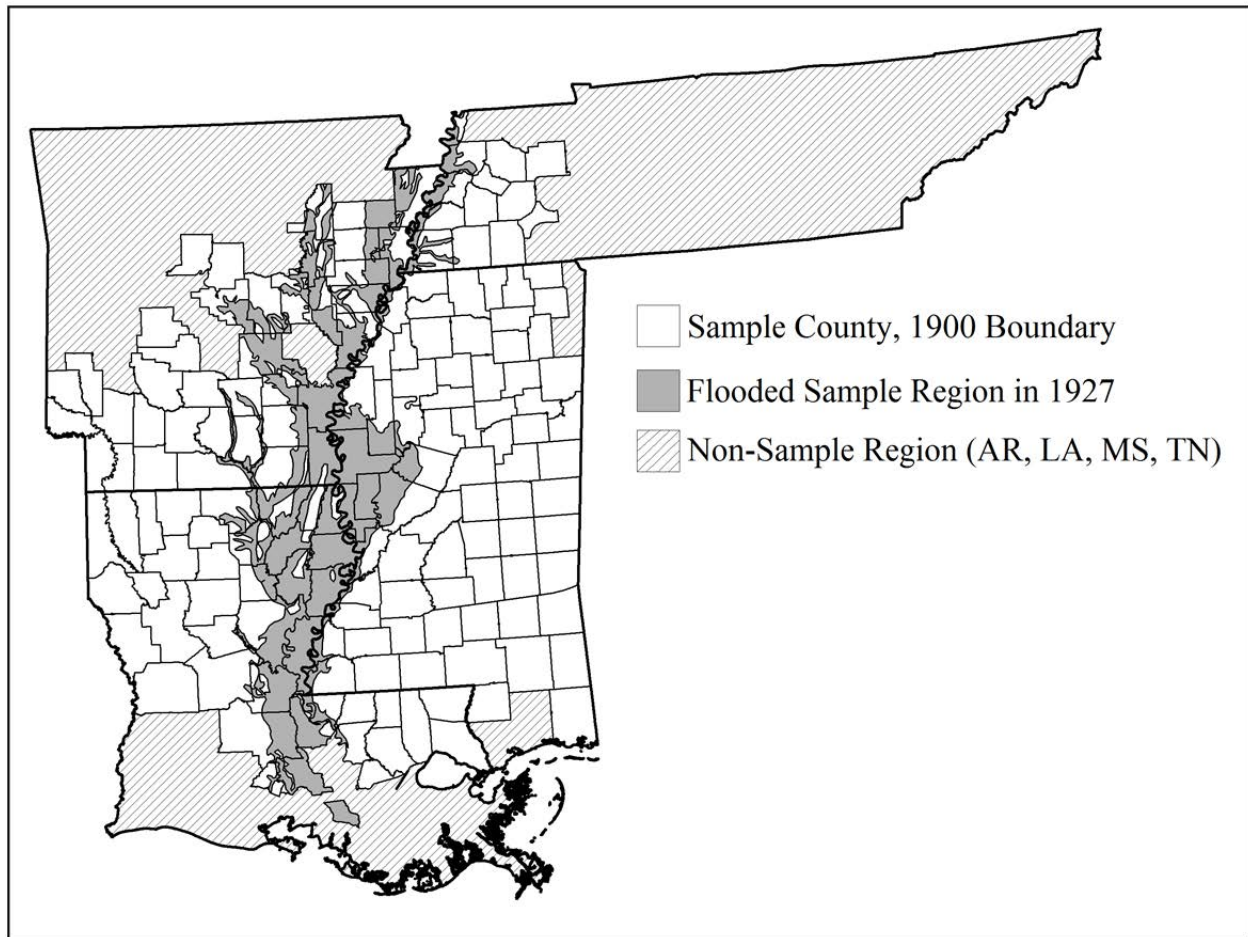 Sample County, 1900 Boundary
Flooded Sample Region in 1927
Non-Sample Region (AR, LA, MS, TN)